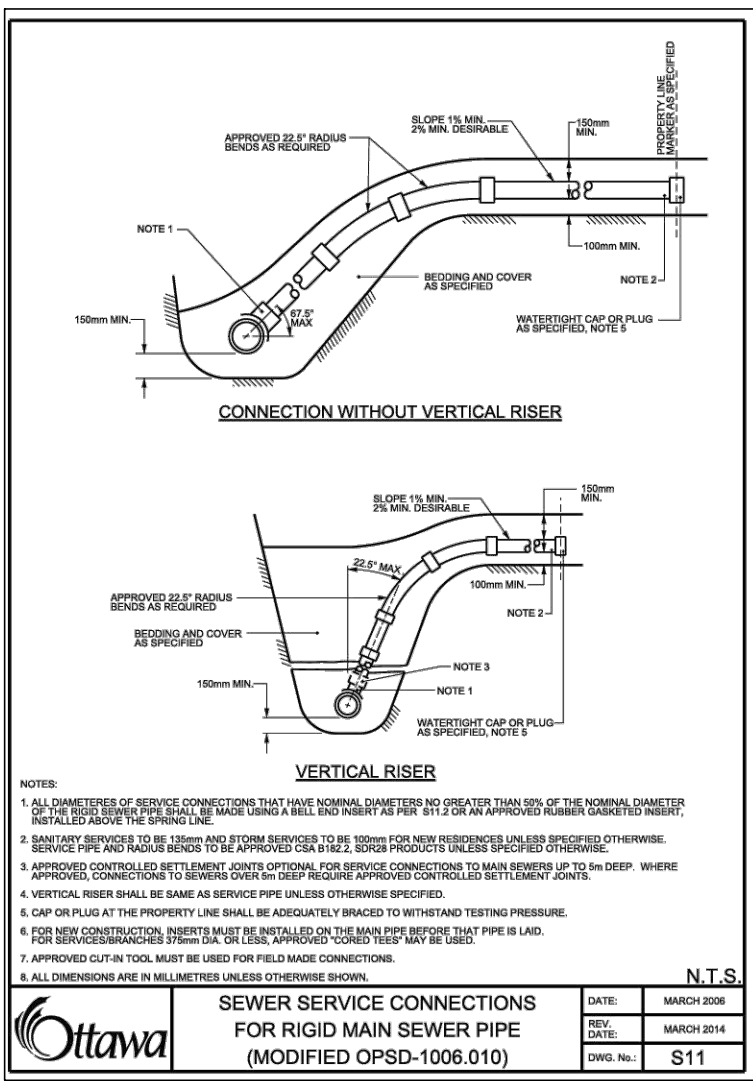 SLOPE 1% MIN.
2% MIN. DESIRABLE
150mm
MIN.
PROPERTY LINE
MARKER AS SPECIFIED
APPROVED 22.5° RADIUS
BENDS AS REQUIRED
NOTE 1
100mm MIN.
BEDDING AND COVER
AS SPECIFIED
NOTE 2
67.5°
MAX
150mm MIN.
WATERTIGHT CAP OR PLUG
AS SPECIFIED, NOTE 5
CONNECTION WITHOUT VERTICAL RISER
SLOPE 1% MIN.
2% MIN. DESIRABLE
150mm
MIN.
22.5° MAX
100mm MIN.
APPROVED 22.5° RADIUS
BENDS AS REQUIRED
NOTE 2
BEDDING AND COVER
AS SPECIFIED
NOTE 3
150mm MIN.
NOTE 1
WATERTIGHT CAP OR PLUG
AS SPECIFIED, NOTE 5
VERTICAL RISER
NOTES:
1. ALL DIAMETERES OF SERVICE CONNECTIONS THAT HAVE NOMINAL DIAMETERS NO GREATER THAN 50% OF THE NOMINAL DIAMETER
OF THE RIGID SEWER PIPE SHALL BE MADE USING A BELL END INSERT AS PER S11.2 OR AN APPROVED RUBBER GASKETED INSERT,
INSTALLED ABOVE THE SPRING LINE.
2. SANITARY SERVICES TO BE 135mm AND STORM SERVICES TO BE 100mm FOR NEW RESIDENCES UNLESS SPECIFIED OTHERWISE.
SERVICE PIPE AND RADIUS BENDS TO BE APPROVED CSA B182.2, SDR28 PRODUCTS UNLESS SPECIFIED OTHERWISE.
3. APPROVED CONTROLLED SETTLEMENT JOINTS OPTIONAL FOR SERVICE CONNECTIONS TO MAIN SEWERS UP TO 5m DEEP. WHERE
APPROVED, CONNECTIONS TO SEWERS OVER 5m DEEP REQUIRE APPROVED CONTROLLED SETTLEMENT JOINTS.
4. VERTICAL RISER SHALL BE SAME AS SERVICE PIPE UNLESS OTHERWISE SPECIFIED.
5. CAP OR PLUG AT THE PROPERTY LINE SHALL BE ADEQUATELY BRACED TO WITHSTAND TESTING PRESSURE.
6. FOR NEW CONSTRUCTION, INSERTS MUST BE INSTALLED ON THE MAIN PIPE BEFORE THAT PIPE IS LAID.
FOR SERVICES/BRANCHES 375mm DIA. OR LESS, APPROVED "CORED TEES" MAY BE USED.
7. APPROVED CUT-IN TOOL MUST BE USED FOR FIELD MADE CONNECTIONS.
8. ALL DIMENSIONS ARE IN MILLIMETRES UNLESS OTHERWISE SHOWN.
N.T.S.
Ottawa
SEWER SERVICE CONNECTIONS
FOR RIGID MAIN SEWER PIPE
(MODIFIED OPSD-1006.010)
DATE: MARCH 2006
REV.
DATE: MARCH 2014
DWG. No.: S11